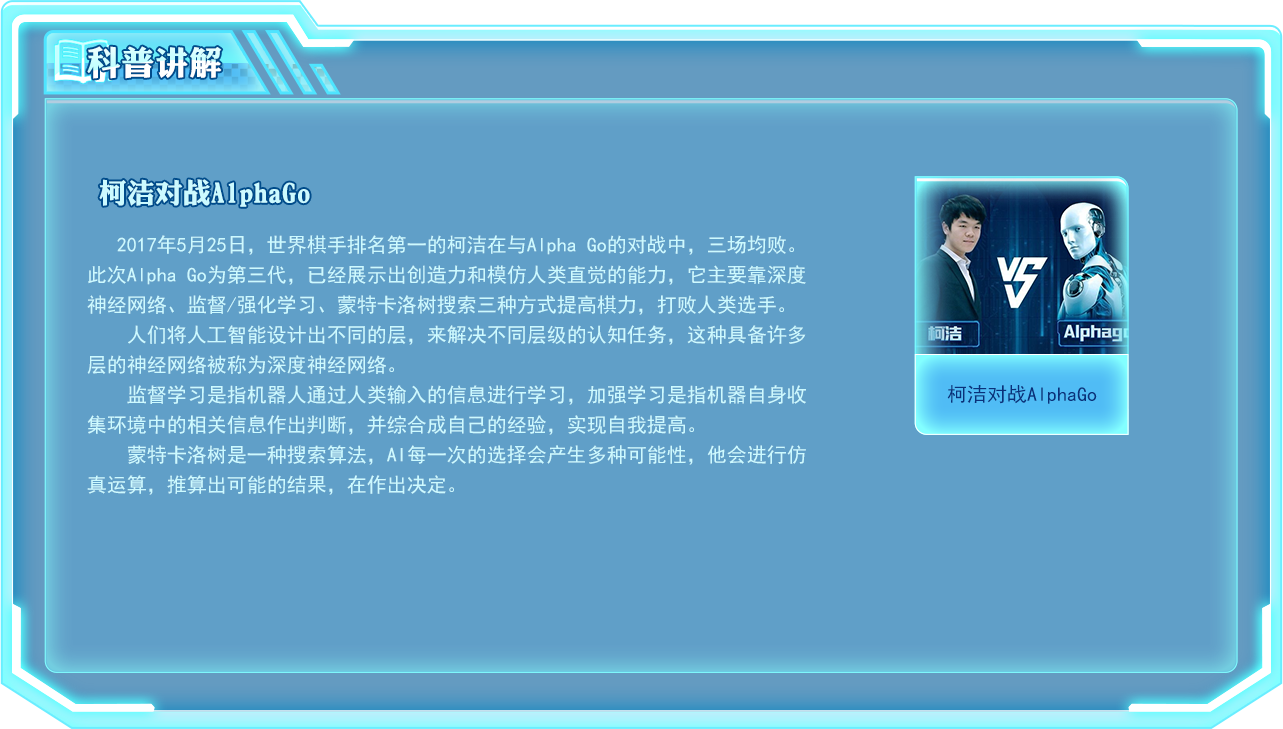 科普讲解
柯洁对战AlphaGo
2017年5月25日，世界棋手排名第一的柯洁在与Alpha Go的对战中，三场均败。
此次Alpha Go为第三代，已经展示出创造力和模仿人类直觉的能力，它主要靠深度
神经网络、监督/强化学习、蒙特卡洛树搜索三种方式提高棋力，打败人类选手。
人们将人工智能设计出不同的层，来解决不同层级的认知任务，这种具备许多
层的神经网络被称为深度神经网络。
监督学习是指机器人通过人类输入的信息进行学习，加强学习是指机器自身收
集环境中的相关信息作出判断，并综合成自己的经验，实现自我提高。
蒙特卡洛树是一种搜索算法，AI每一次的选择会产生多种可能性，他会进行仿
真运算，推算出可能的结果，在作出决定。
VS
柯洁
Alphago
柯洁对战AlphaGo